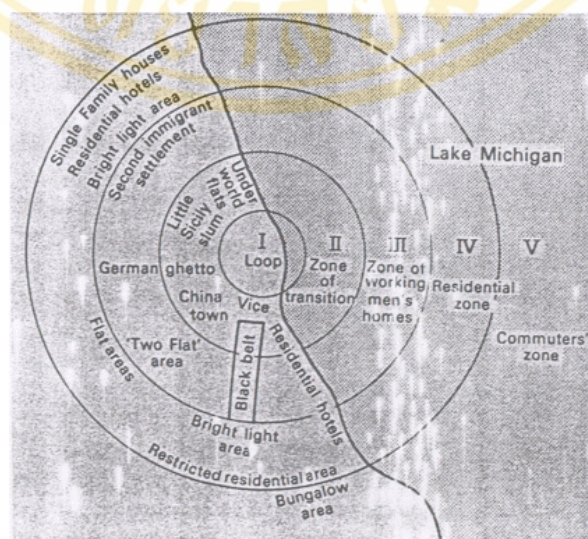 Single Family houses
Residential hotels
Bright light area
Second immigrant
settlement
Lake Michigan
Under
world
flats
slum
Little
Sicily
I
Loop
II
Zone
of
transition
III
Zone of
working
men's
homes
IV
Residential
zone
V
Commuters'
zone
German ghetto
China
town
Vice
'Two Flat'
area
Flat areas
Black belt
Residential hotels
Bright light
area
Restricted residential area
Bungalow
area